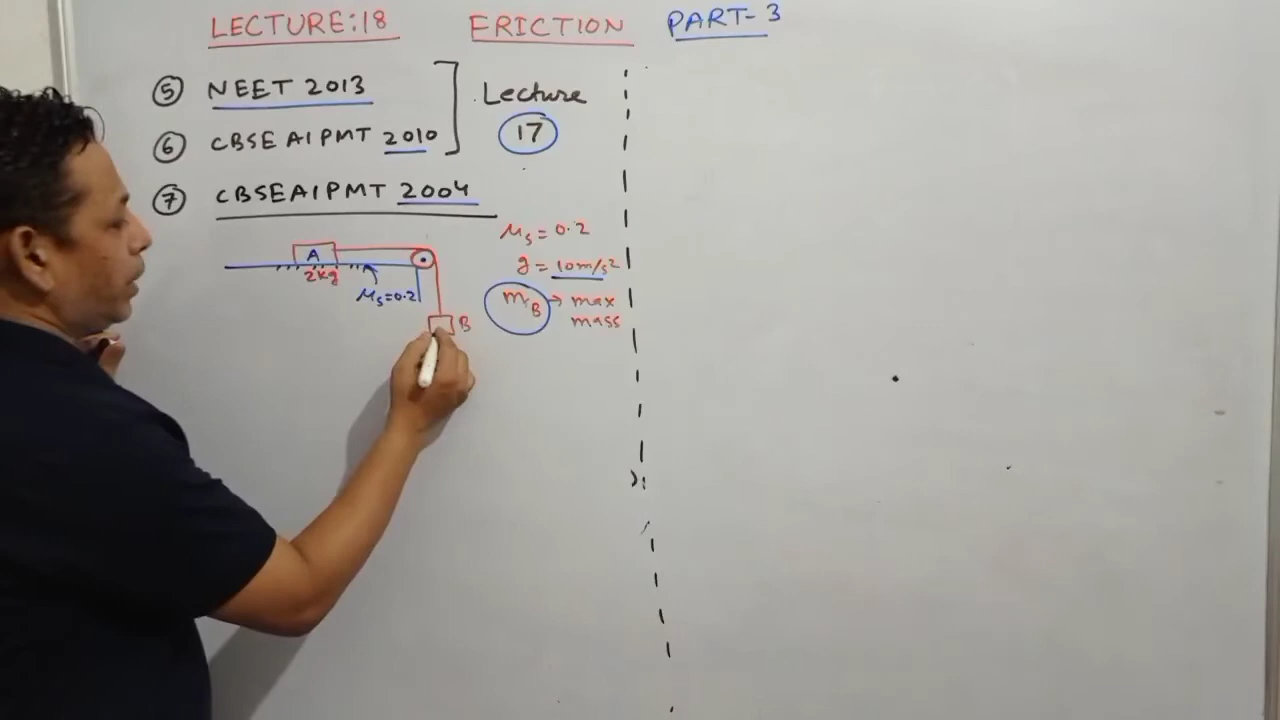 LECTURE:18 FRICTION PART-3
⑤ NEET 2013
⑥ CBSE AIPMT 2010
Lecture
17
⑦ CBSE AIPMT 2004
A
2kg
μs=0.2
B
μs = 0.2
g = 10m/s²
mB → max
mass